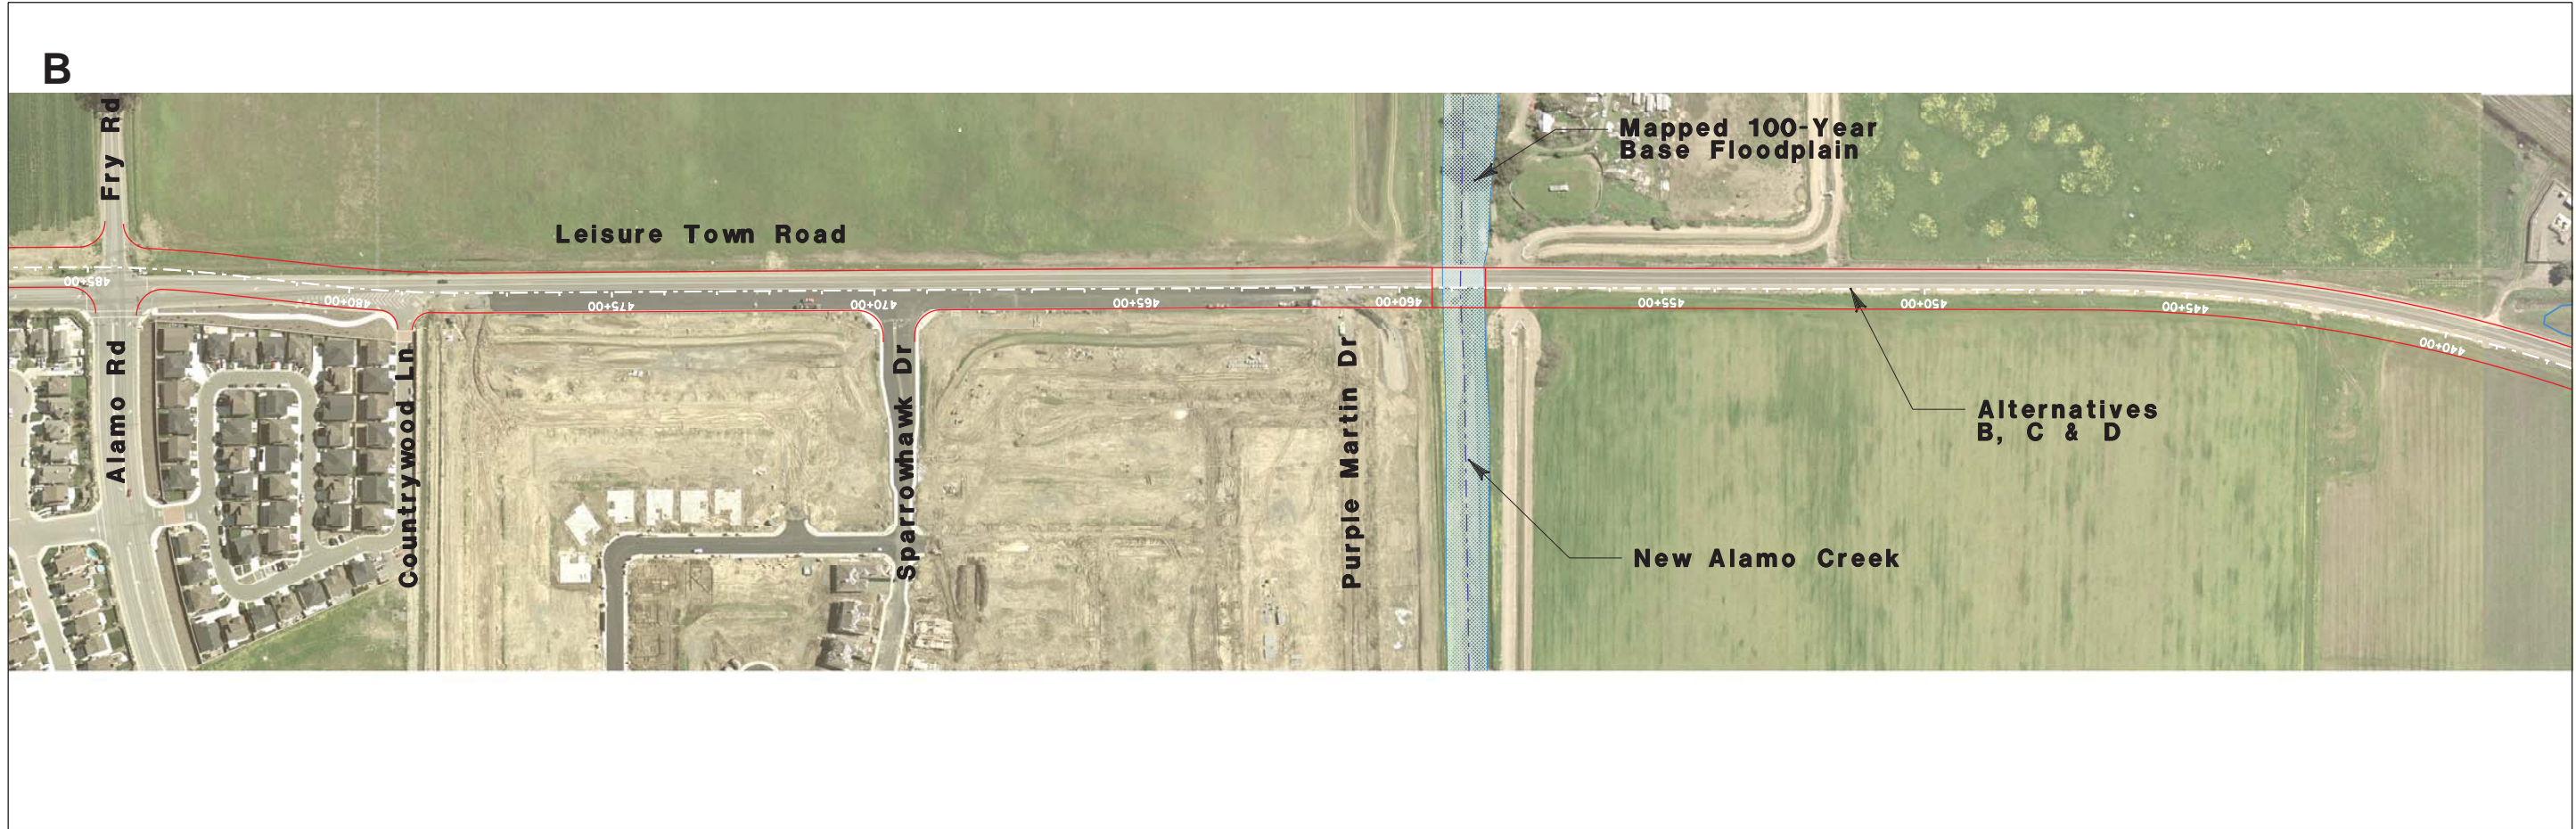 B
Fry Rd
Mapped 100-Year
Base Floodplain
Leisure Town Road
485+00
480+00
475+00
470+00
465+00
460+00
455+00
450+00
445+00
440+00
Alamo Rd
Countrywood Ln
Sparrowhawk Dr
Purple Martin Dr
Alternatives
B, C & D
New Alamo Creek